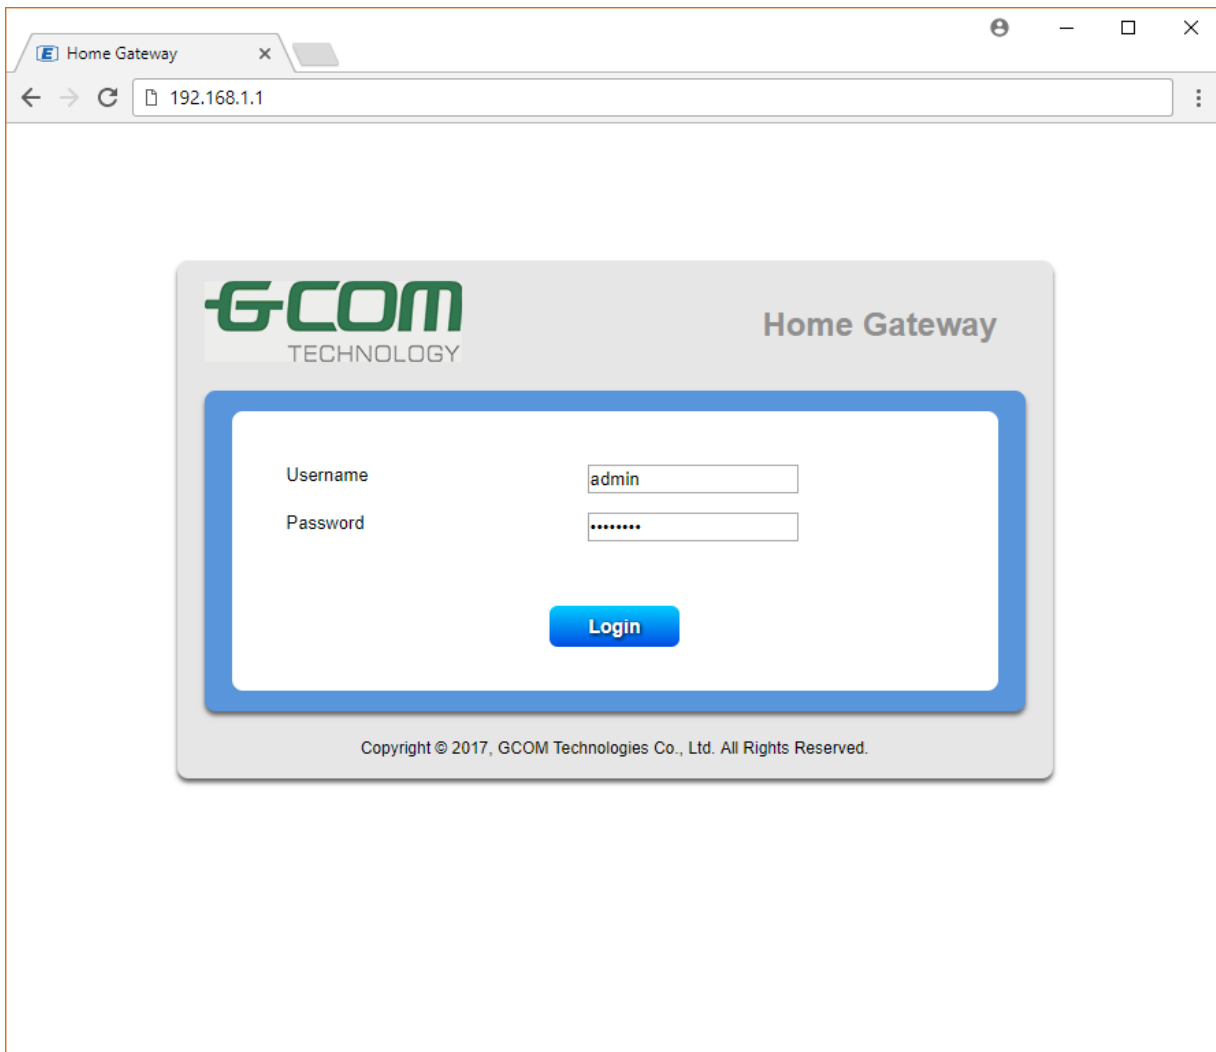 Home Gateway
192.168.1.1
GCOM
TECHNOLOGY
Home Gateway
Username
admin
Password
••••••••
Login
Copyright © 2017, GCOM Technologies Co., Ltd. All Rights Reserved.